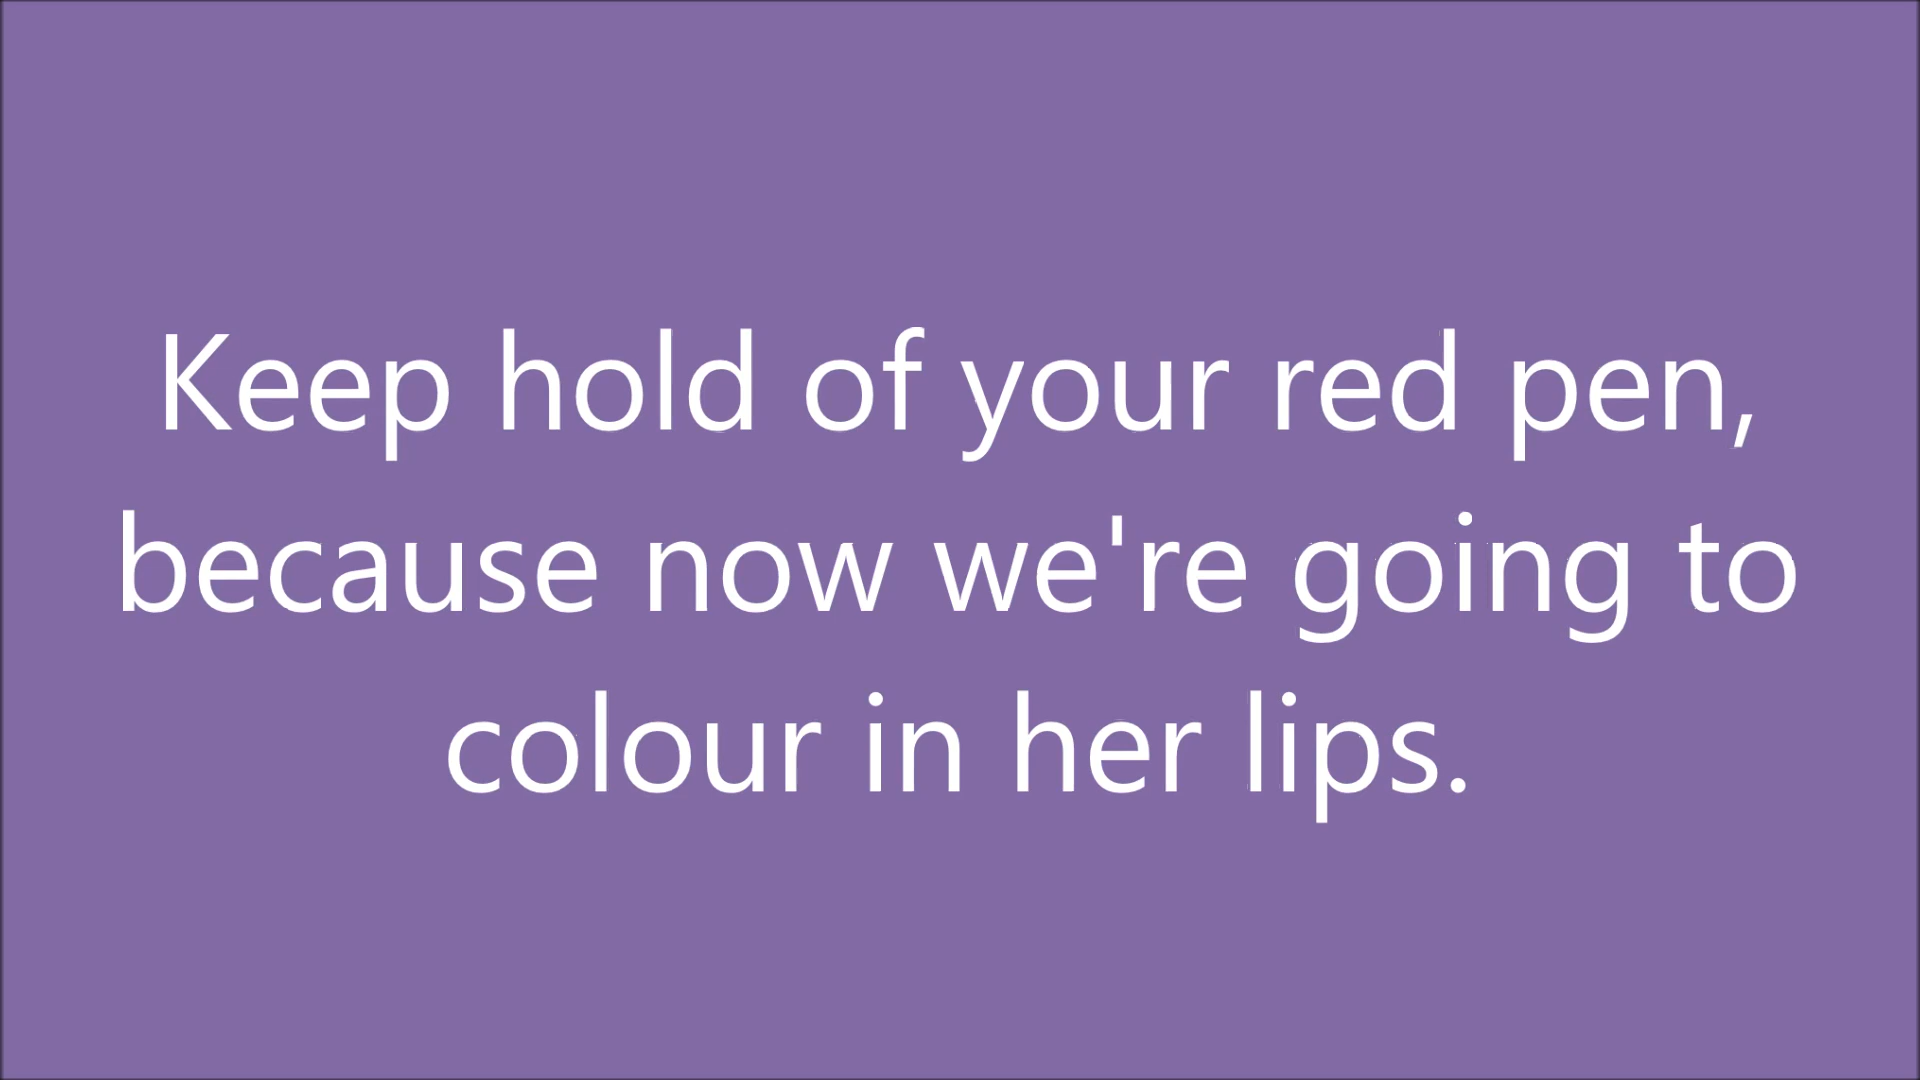 Keep hold of your red pen,
because now we're going to
colour in her lips.